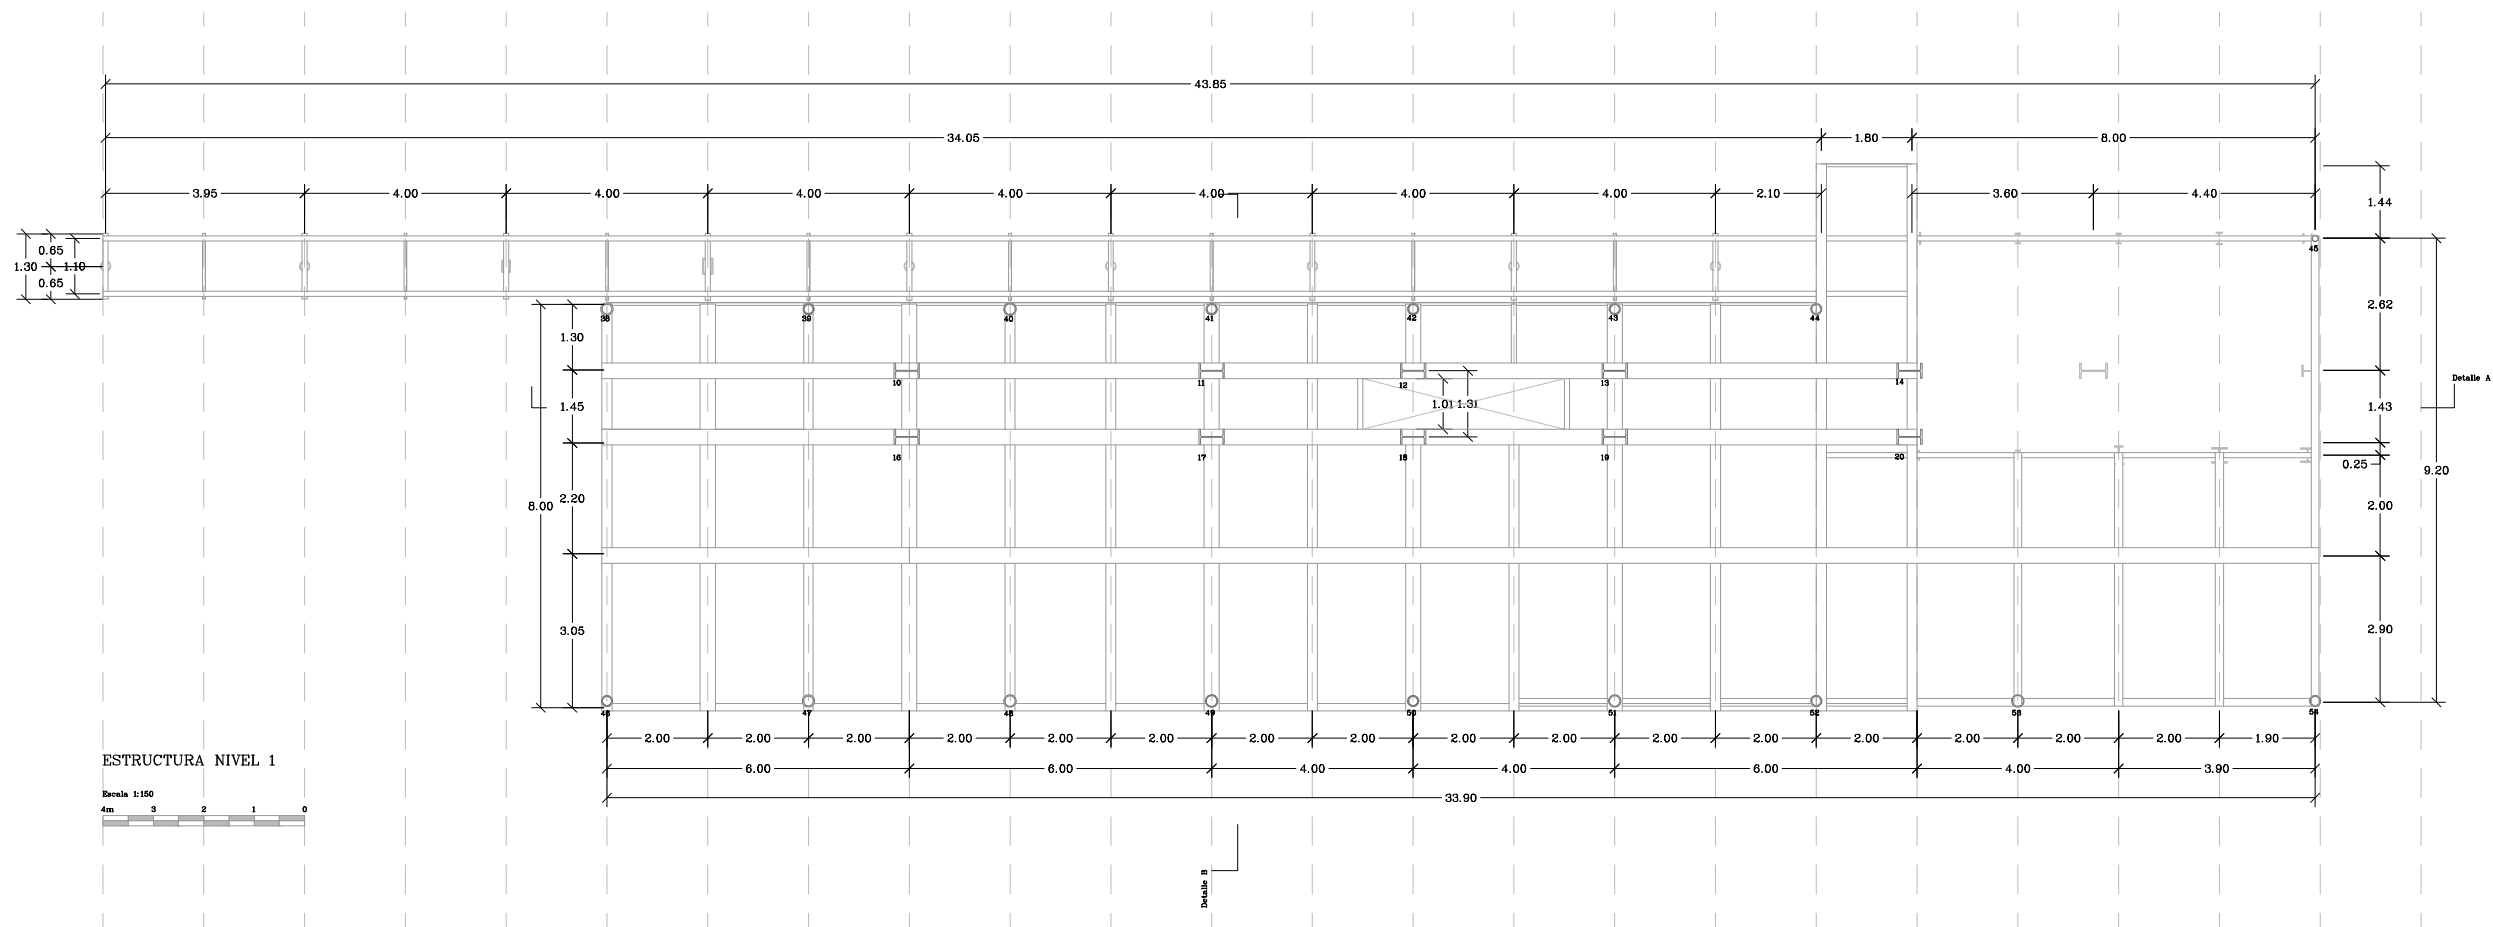 43.85
34.05 1.80 8.00
3.95 4.00 4.00 4.00 4.00 4.00 4.00 4.00 2.10 3.60 4.40
1.44
0.65
1.30 1.10
0.65
45
38 39 40 41 42 43 44
2.62
1.30
10 11 12 13 14
Detalle A
1.45 1.01 1.31 1.43
16 17 18 19 20
0.25
9.20
2.20
8.00 2.00
3.05 2.90
46 47 48 49 50 51 52 53 54
2.00 2.00 2.00 2.00 2.00 2.00 2.00 2.00 2.00 2.00 2.00 2.00 2.00 2.00 2.00 2.00 1.90
6.00 6.00 4.00 4.00 6.00 4.00 3.90
33.90
ESTRUCTURA NIVEL 1
Escala 1:150
4m 3 2 1 0
Detalle B